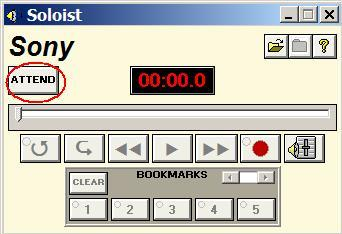 Soloist
Sony
?
ATTEND
00:00.0
BOOKMARKS
CLEAR
1 2 3 4 5